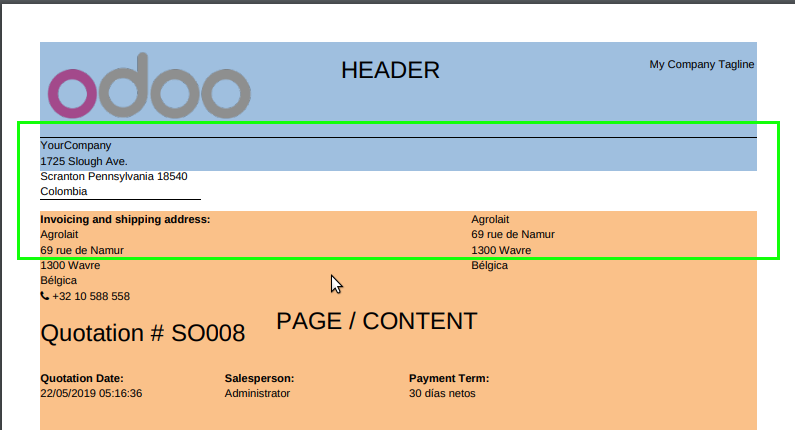 odoo
HEADER
My Company Tagline
YourCompany
1725 Slough Ave.
Scranton Pennsylvania 18540
Colombia
Invoicing and shipping address:
Agrolait
69 rue de Namur
1300 Wavre
Bélgica
+32 10 588 558
Agrolait
69 rue de Namur
1300 Wavre
Bélgica
PAGE / CONTENT
Quotation # SO008
Quotation Date:
22/05/2019 05:16:36
Salesperson:
Administrator
Payment Term:
30 días netos